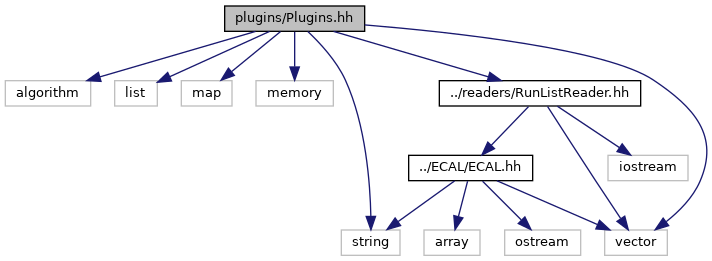 plugins/Plugins.hh
algorithm
list
map
memory
../readers/RunListReader.hh
../ECAL/ECAL.hh
iostream
string
array
ostream
vector